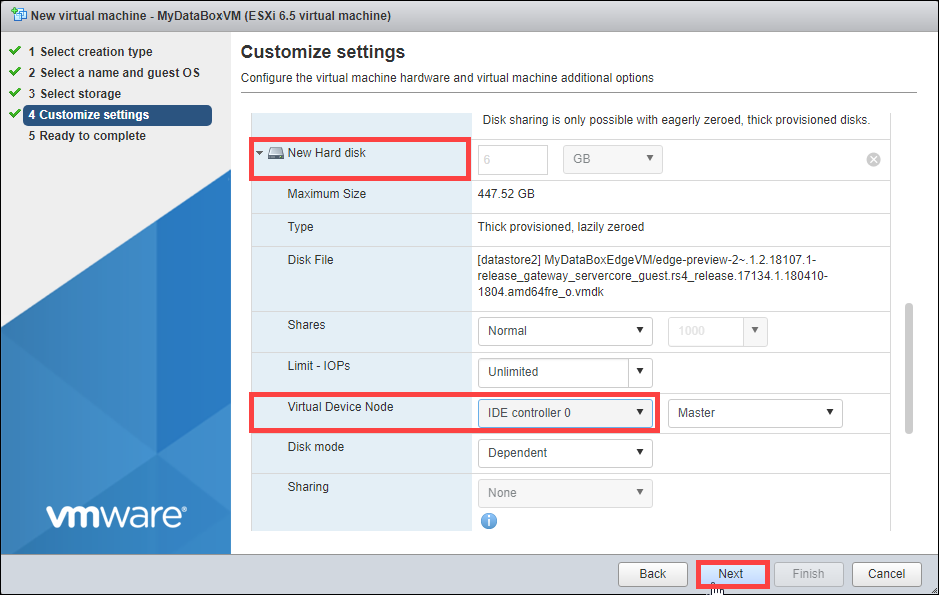 New virtual machine - MyDataBoxVM (ESXi 6.5 virtual machine)
1 Select creation type
2 Select a name and guest OS
3 Select storage
4 Customize settings
5 Ready to complete
vmware®
Customize settings
Configure the virtual machine hardware and virtual machine additional options
Disk sharing is only possible with eagerly zeroed, thick provisioned disks.
New Hard disk
6
GB
Maximum Size
447.52 GB
Type
Thick provisioned, lazily zeroed
Disk File
[datastore2] MyDataBoxEdgeVM/edge-preview-2~.1.2.18107.1-
release_gateway_servercore_guest.rs4_release.17134.1.180410-
1804.amd64fre_o.vmdk
Shares
Normal
1000
Limit - IOPs
Unlimited
Virtual Device Node
IDE controller 0
Master
Disk mode
Dependent
Sharing
None
Back
Next
Finish
Cancel